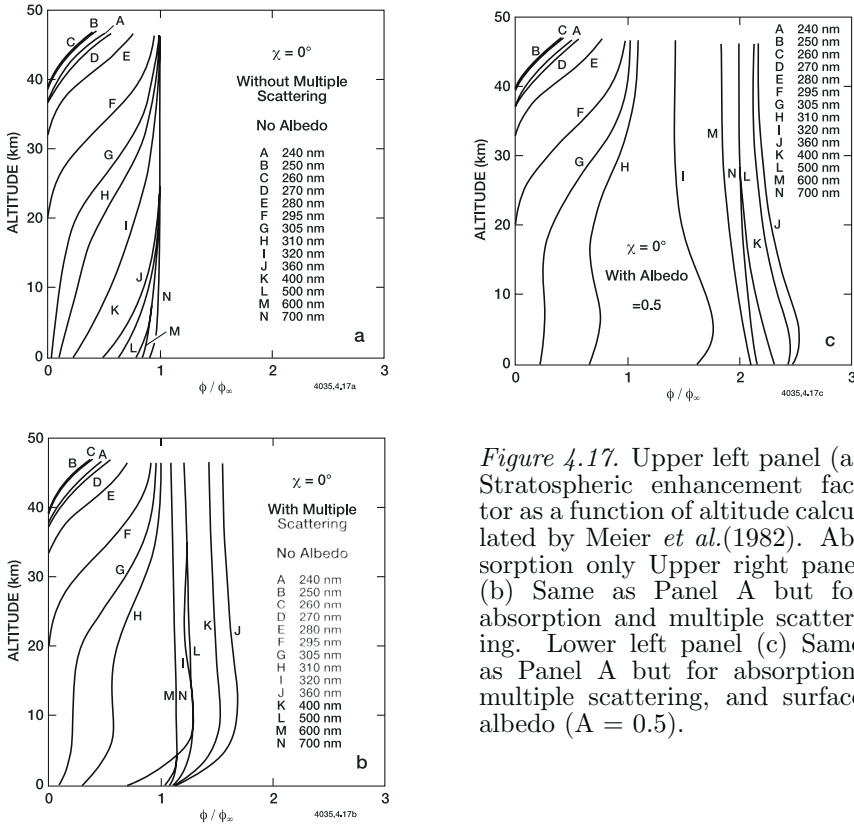 50
40
30
20
10
0
ALTITUDE (km)
B
A
C
D
E
F
G
H
I
J
K
L
M
N
χ = 0°
Without Multiple
Scattering
No Albedo
A 240 nm
B 250 nm
C 260 nm
D 270 nm
E 280 nm
F 295 nm
G 305 nm
H 310 nm
I 320 nm
J 360 nm
K 400 nm
L 500 nm
M 600 nm
N 700 nm
a
0 1 2 3
ϕ / ϕ∞
4035,4.17a
50
40
30
20
10
0
ALTITUDE (km)
C A
B
D
E
F
G
H
I
M
N L
K
J
χ = 0°
With Albedo
=0.5
A 240 nm
B 250 nm
C 260 nm
D 270 nm
E 280 nm
F 295 nm
G 305 nm
H 310 nm
I 320 nm
J 360 nm
K 400 nm
L 500 nm
M 600 nm
N 700 nm
c
0 1 2 3
ϕ / ϕ∞
4035,4.17c
50
40
30
20
10
0
ALTITUDE (km)
C A
B
D
E
F
G
H
I
L
K
J
M N
χ = 0°
With Multiple
Scattering
No Albedo
A 240 nm
B 250 nm
C 260 nm
D 270 nm
E 280 nm
F 295 nm
G 305 nm
H 310 nm
I 320 nm
J 360 nm
K 400 nm
L 500 nm
M 600 nm
N 700 nm
b
0 1 2 3
ϕ / ϕ∞
4035,4.17b
Figure 4.17. Upper left panel (a
Stratospheric enhancement fac
tor as a function of altitude calcu
lated by Meier et al.(1982). Ab
sorption only Upper right pane
(b) Same as Panel A but fo
absorption and multiple scatter
ing. Lower left panel (c) Same
as Panel A but for absorption
multiple scattering, and surface
albedo (A = 0.5).